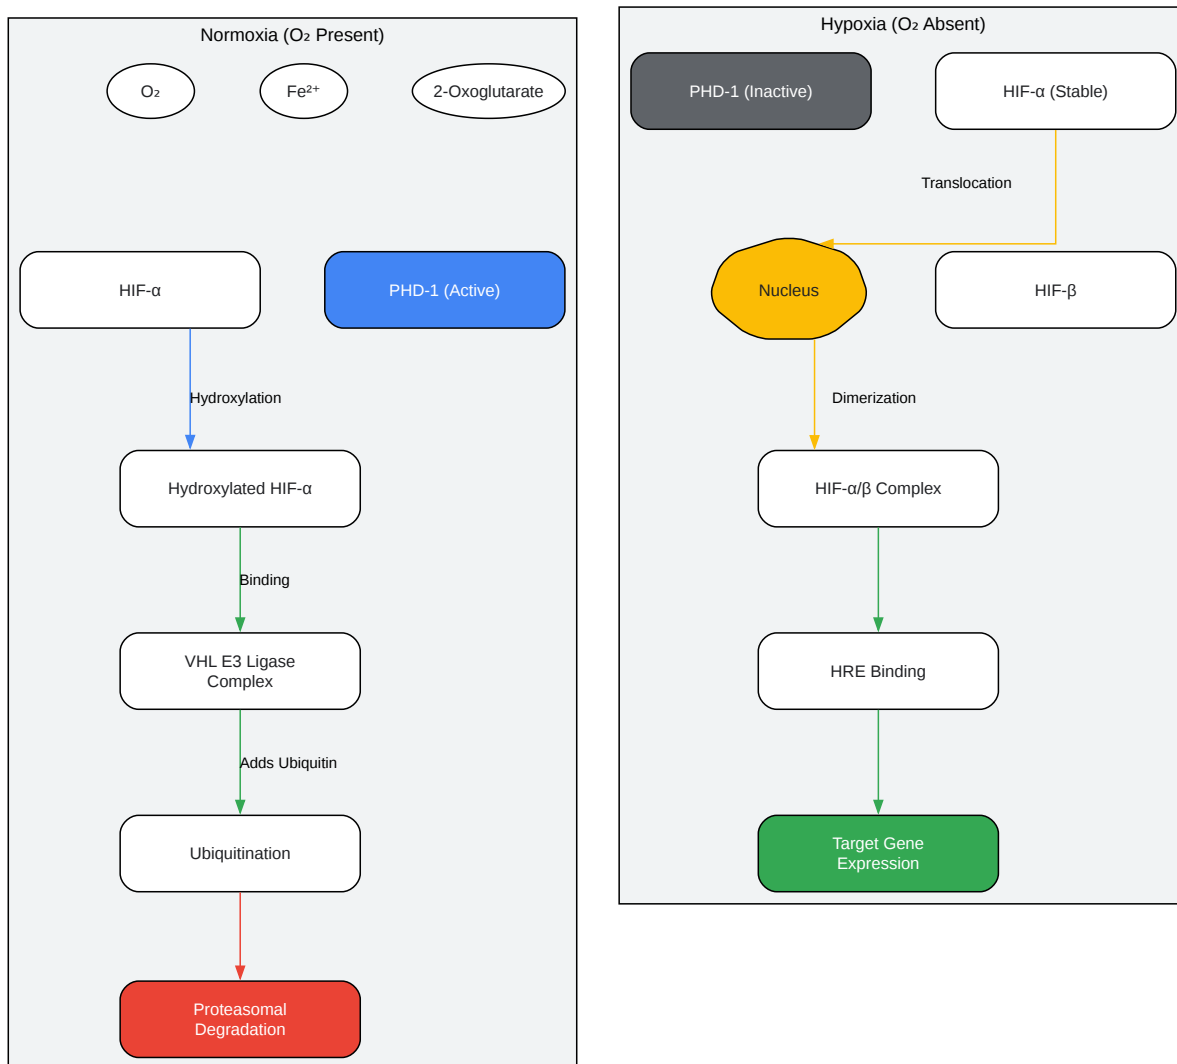 Normoxia (O₂ Present)
O₂
Fe²⁺
2-Oxoglutarate
HIF-α
PHD-1 (Active)
Hydroxylation
Hydroxylated HIF-α
Binding
VHL E3 Ligase
Complex
Adds Ubiquitin
Ubiquitination
Proteasomal
Degradation
Hypoxia (O₂ Absent)
PHD-1 (Inactive)
HIF-α (Stable)
Translocation
Nucleus
HIF-β
Dimerization
HIF-α/β Complex
HRE Binding
Target Gene
Expression